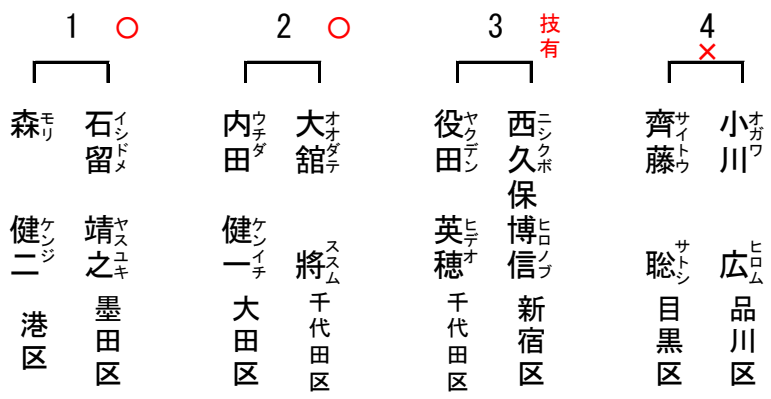 1 ○
石留 靖之 墨田区
イシドメ ヤスユキ
森 健二 港区
モリ ケンジ
2 ○
大舘 將 千代田区
オオダテ ススム
内田 健一 大田区
ウチダ ケンイチ
3 技有
西久保 博信 新宿区
ニシクボ ヒロノブ
役田 英穂 千代田区
ヤクデン ヒデオ
4 ×
小川 広 品川区
オガワ ヒロム
齊藤 聡 目黒区
サイトウ サトシ